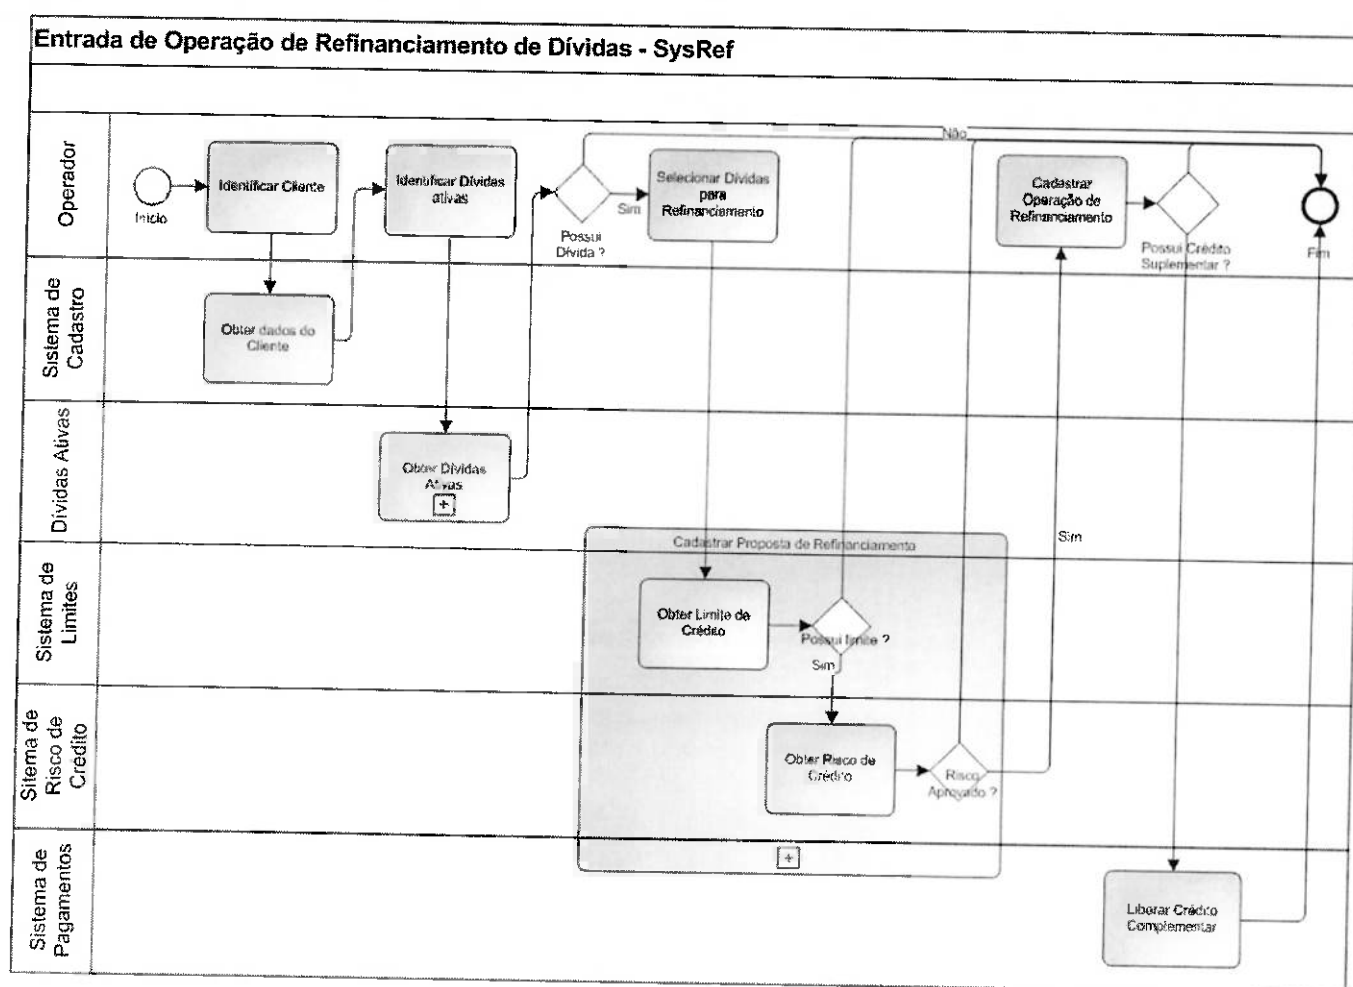 Entrada de Operação de Refinanciamento de Dívidas - SysRef
Operador
Início
Identificar Cliente
Identificar Dívidas
ativas
Possui
Dívida ?
Sim
Selecionar Dívidas
para
Refinanciamento
Não
Cadastrar
Operação de
Refinanciamento
Possui Crédito
Suplementar ?
Fim
Sistema de
Cadastro
Obter dados do
Cliente
Dívidas Ativas
Obter Dívidas
Ativas
+
Sim
Cadastrar Proposta de Refinanciamento
Sistema de
Limites
Obter Limite de
Crédito
Possui limite ?
Sim
Sitema de
Risco de
Crédito
Obter Risco de
Crédito
Risco
Aprovado ?
+
Sistema de
Pagamentos
Liberar Crédito
Complementar